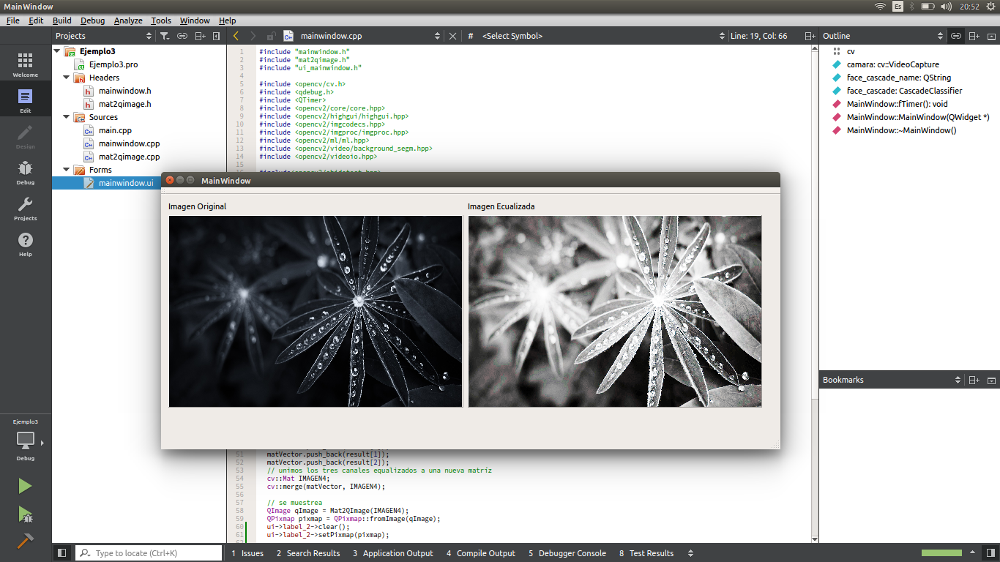 MainWindow
Es
20:52
File Edit Build Debug Analyze Tools Window Help
Projects
mainwindow.cpp
# <Select Symbol>
Line: 19, Col: 66
Outline
Welcome
Edit
Design
Debug
Projects
Help
Ejemplo3
Debug
Ejemplo3
Ejemplo3.pro
Headers
mainwindow.h
mat2qimage.h
Sources
main.cpp
mainwindow.cpp
mat2qimage.cpp
Forms
mainwindow.ui
1 #include "mainwindow.h"
2 #include "mat2qimage.h"
3 #include "ui_mainwindow.h"
4
5 #include <opencv/cv.h>
6 #include <qdebug.h>
7 #include <QTimer>
8 #include <opencv2/core/core.hpp>
9 #include <opencv2/highgui/highgui.hpp>
10 #include <opencv2/imgcodecs.hpp>
11 #include <opencv2/imgproc/imgproc.hpp>
12 #include <opencv2/ml/ml.hpp>
13 #include <opencv2/video/background_segm.hpp>
14 #include <opencv2/videoio.hpp>
15
MainWindow
Imagen Original
Imagen Ecualizada
51 matVector.push_back(result[1]);
52 matVector.push_back(result[2]);
53 // unimos los tres canales equalizados a una nueva matríz
54 cv::Mat IMAGEN4;
55 cv::merge(matVector, IMAGEN4);
56
57 // se muestrea
58 QImage qImage = Mat2QImage(IMAGEN4);
59 QPixmap pixmap = QPixmap::fromImage(qImage);
60 ui->label_2->clear();
61 ui->label_2->setPixmap(pixmap);
cv
camara: cv::VideoCapture
face_cascade_name: QString
face_cascade: CascadeClassifier
MainWindow::fTimer(): void
MainWindow::MainWindow(QWidget *)
MainWindow::~MainWindow()
Bookmarks
Type to locate (Ctrl+K)
1 Issues 2 Search Results 3 Application Output 4 Compile Output 5 Debugger Console 8 Test Results